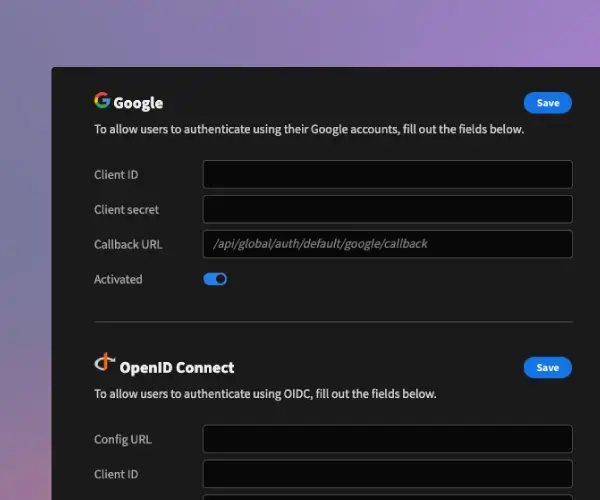 Google
Save
To allow users to authenticate using their Google accounts, fill out the fields below.
Client ID
Client secret
Callback URL
/api/global/auth/default/google/callback
Activated
OpenID Connect
Save
To allow users to authenticate using OIDC, fill out the fields below.
Config URL
Client ID